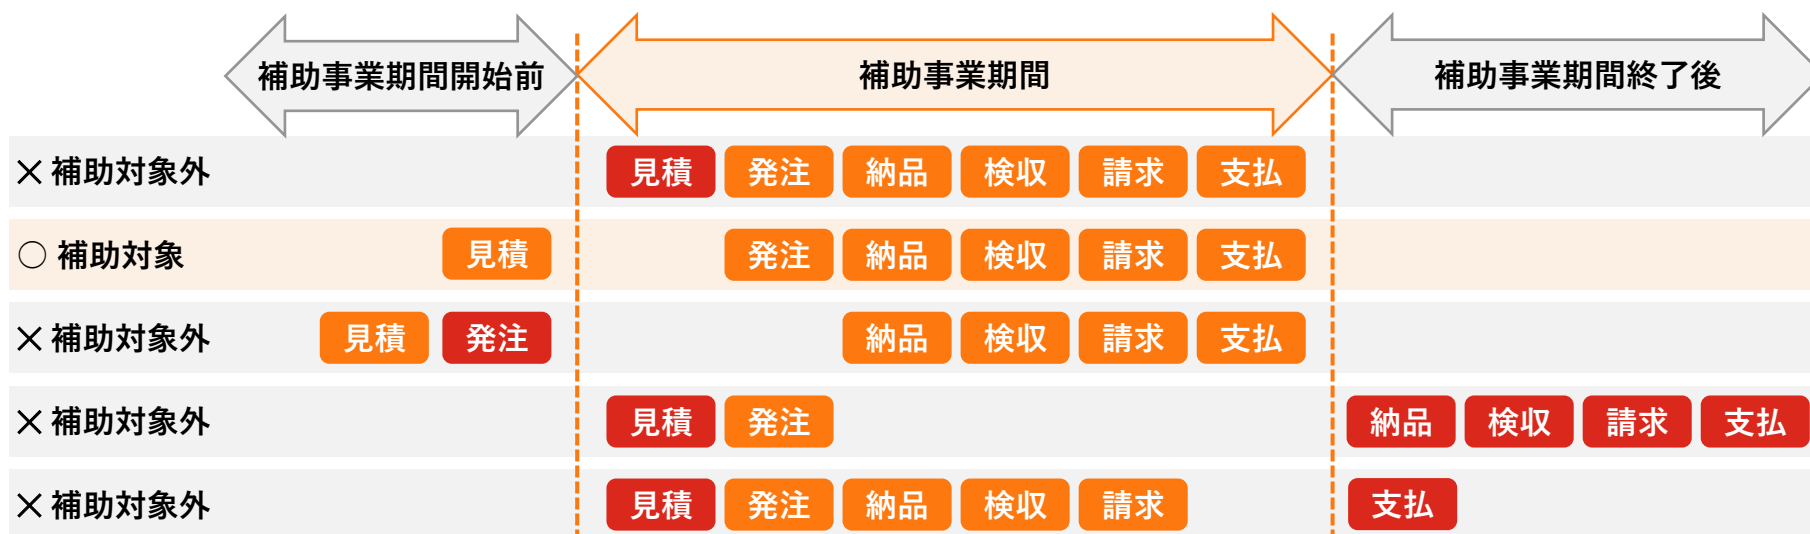 補助事業期間開始前 補助事業期間 補助事業期間終了後
× 補助対象外 見積 発注 納品 検収 請求 支払
○ 補助対象 見積 発注 納品 検収 請求 支払
× 補助対象外 見積 発注 納品 検収 請求 支払
× 補助対象外 見積 発注 納品 検収 請求 支払
× 補助対象外 見積 発注 納品 検収 請求 支払